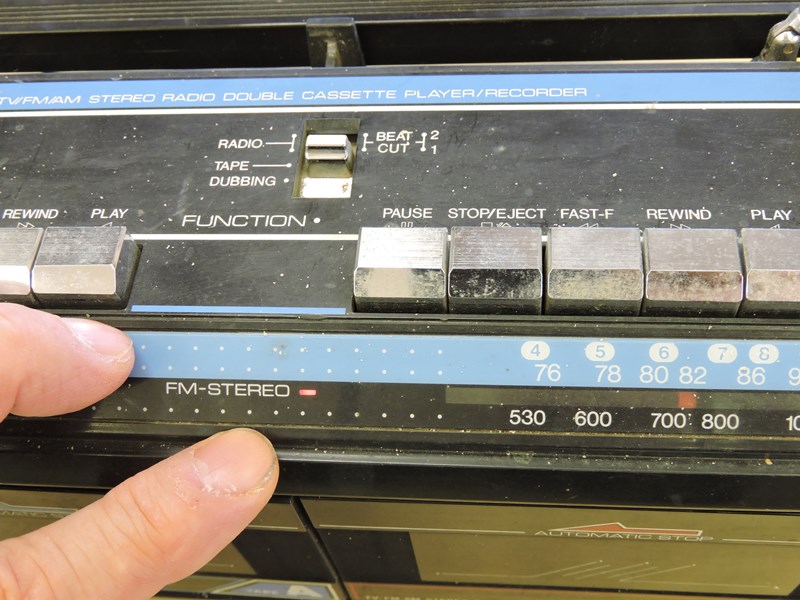 TV/FM/AM STEREO RADIO DOUBLE CASSETTE PLAYER/RECORDER
RADIO
TAPE
DUBBING
BEAT CUT
2
1
FUNCTION
REWIND PLAY
PAUSE STOP/EJECT FAST-F REWIND PLAY
4 5 6 7 8
76 78 80 82 86
FM-STEREO
530 600 700 800
AUTOMATIC STOP